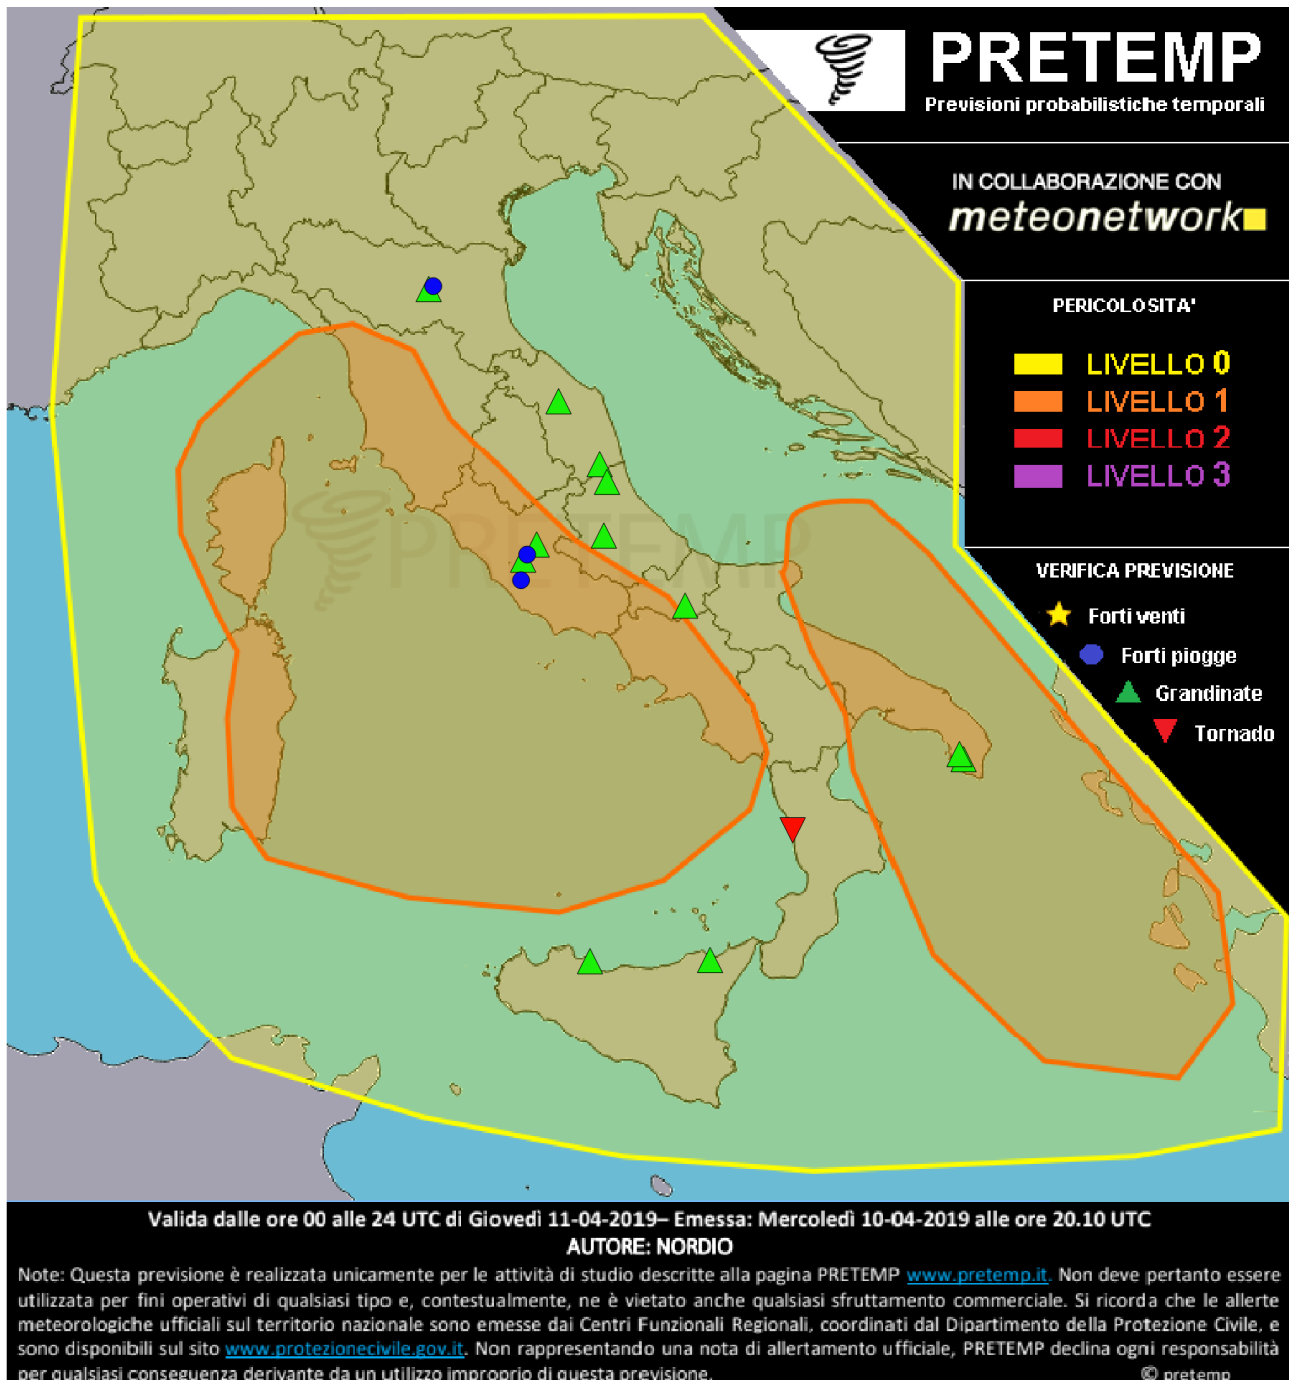 PRETEMP
Previsioni probabilistiche temporali
IN COLLABORAZIONE CON
meteonetwork
PERICOLOSITA'
LIVELLO 0
LIVELLO 1
LIVELLO 2
LIVELLO 3
VERIFICA PREVISIONE
Forti venti
Forti piogge
Grandinate
Tornado
PRETEMP
Valida dalle ore 00 alle 24 UTC di Giovedì 11-04-2019– Emessa: Mercoledì 10-04-2019 alle ore 20.10 UTC
AUTORE: NORDIO
Note: Questa previsione è realizzata unicamente per le attività di studio descritte alla pagina PRETEMP www.pretemp.it. Non deve pertanto essere
utilizzata per fini operativi di qualsiasi tipo e, contestualmente, ne è vietato anche qualsiasi sfruttamento commerciale. Si ricorda che le allerte
meteorologiche ufficiali sul territorio nazionale sono emesse dai Centri Funzionali Regionali, coordinati dal Dipartimento della Protezione Civile, e
sono disponibili sul sito www.protezionecivile.gov.it. Non rappresentando una nota di allertamento ufficiale, PRETEMP declina ogni responsabilità
per qualsiasi conseguenza derivante da un utilizzo improprio di questa previsione.
© pretemp